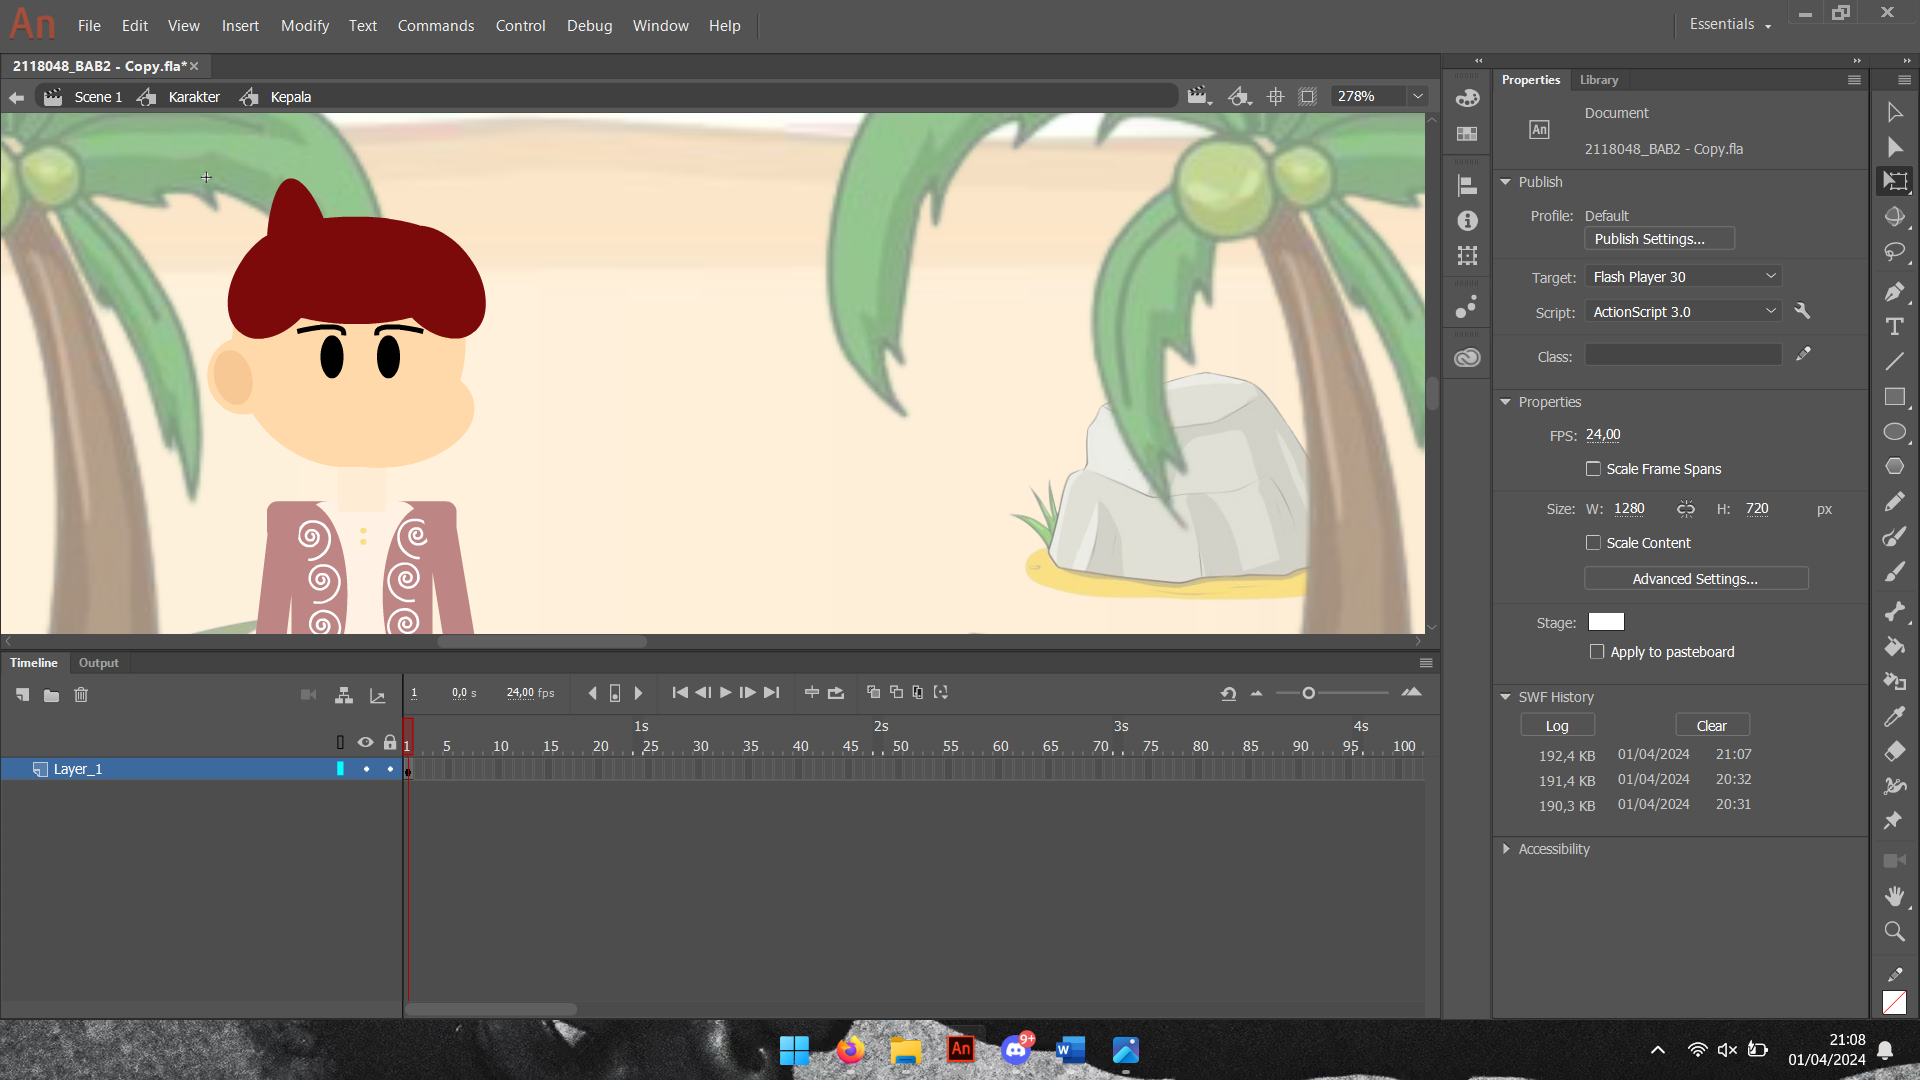 An File Edit View Insert Modify Text Commands Control Debug Window Help Essentials
2118048_BAB2 - Copy.fla*
Scene 1 Karakter Kepala 278%
Properties Library
Document
An
2118048_BAB2 - Copy.fla
Publish
Profile: Default
Publish Settings...
Target: Flash Player 30
Script: ActionScript 3.0
Class:
Properties
FPS: 24,00
Scale Frame Spans
Size: W: 1280 H: 720 px
Scale Content
Advanced Settings...
Stage:
Apply to pasteboard
SWF History
Log Clear
192,4 KB 01/04/2024 21:07
191,4 KB 01/04/2024 20:32
190,3 KB 01/04/2024 20:31
Accessibility
Timeline Output
1 0,0 s 24,00 fps
1s 2s 3s 4s
1 5 10 15 20 25 30 35 40 45 50 55 60 65 70 75 80 85 90 95 100
Layer_1
An 9+ W
21:08
01/04/2024